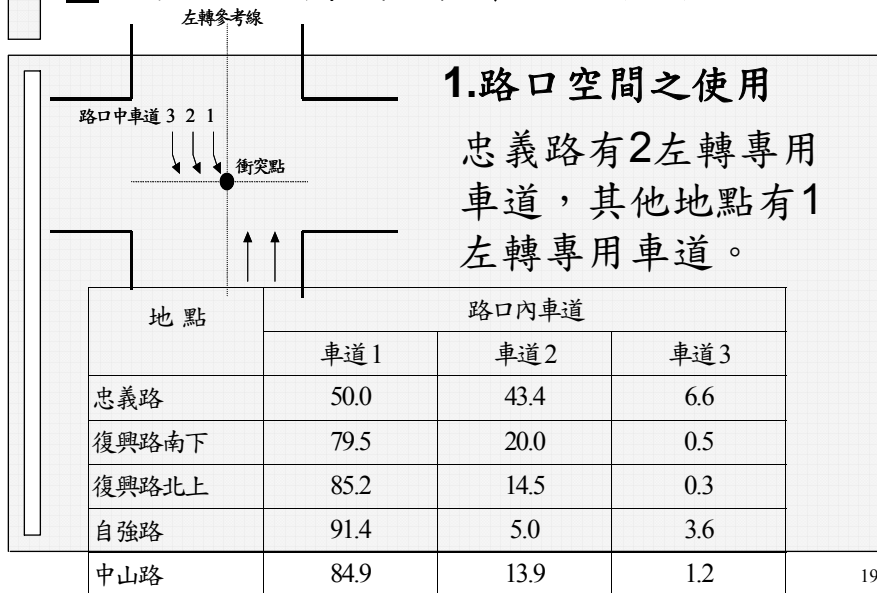 左轉參考線
1.路口空間之使用
路口中車道 3 2 1
衝突點
忠義路有2左轉專用
車道，其他地點有1
左轉專用車道。
地 點 路口內車道
車道1 車道2 車道3
忠義路 50.0 43.4 6.6
復興路南下 79.5 20.0 0.5
復興路北上 85.2 14.5 0.3
自強路 91.4 5.0 3.6
中山路 84.9 13.9 1.2
19